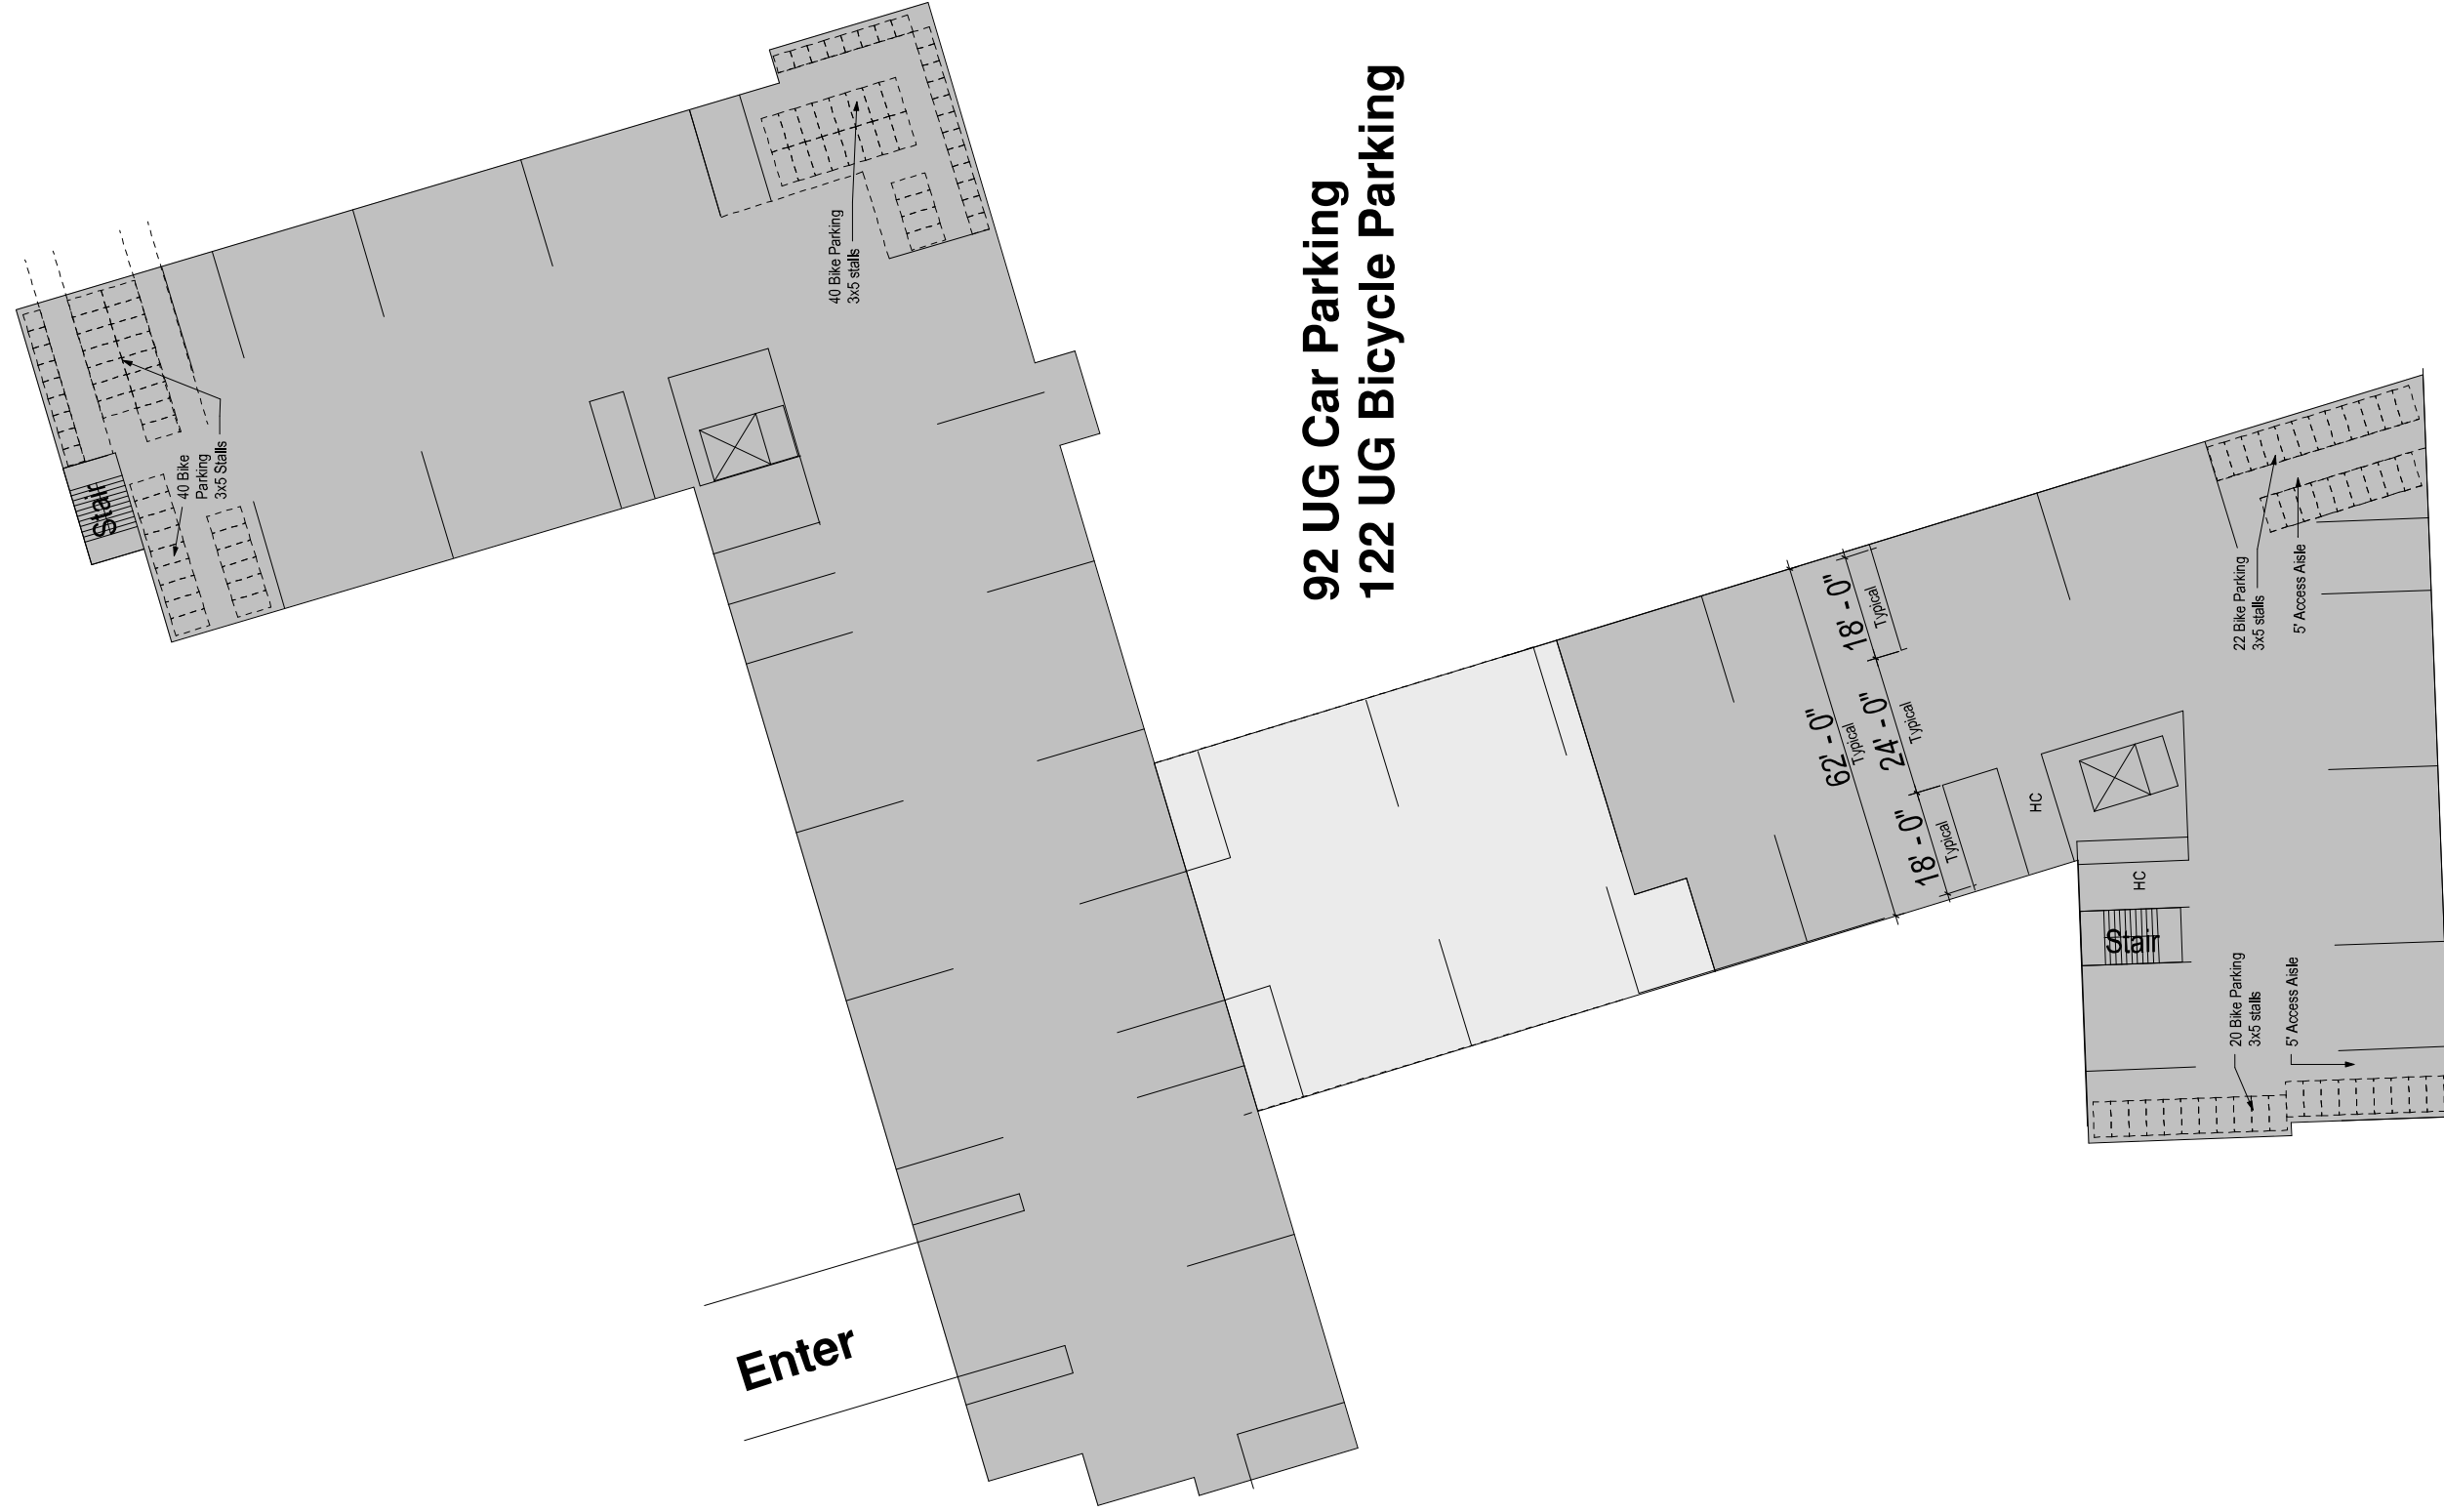 92 UG Car Parking
122 UG Bicycle Parking
40 Bike
Parking
3x5 Stalls
Stair
40 Bike Parking
3x5 stalls
62' - 0"
Typical
18' - 0"
Typical
24' - 0"
Typical
18' - 0"
Typical
22 Bike Parking
3x5 stalls
5' Access Aisle
HC
HC
Stair
20 Bike Parking
3x5 stalls
5' Access Aisle
Enter